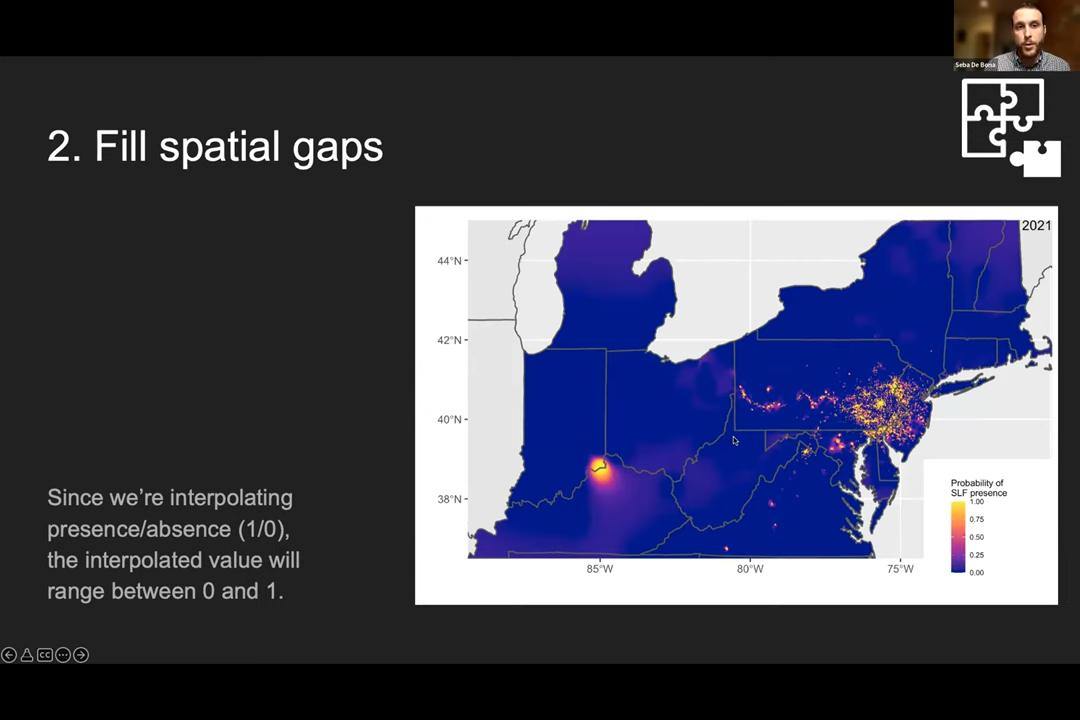 Seba De Bona
2. Fill spatial gaps
2021
44°N
42°N
40°N
38°N
85°W
80°W
75°W
Probability of
SLF presence
1.00
0.75
0.50
0.25
0.00
Since we’re interpolating
presence/absence (1/0),
the interpolated value will
range between 0 and 1.
CC